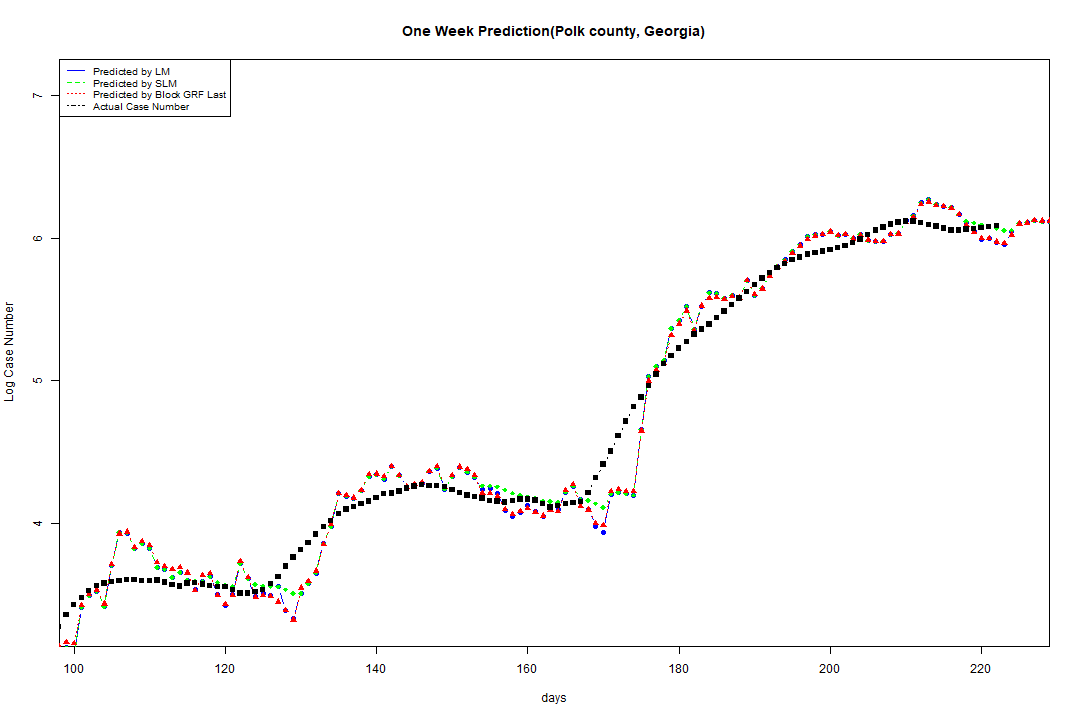 One Week Prediction(Polk county, Georgia)
Predicted by LM
Predicted by SLM
Predicted by Block GRF Last
Actual Case Number
7
6
5
4
Log Case Number
100 120 140 160 180 200 220
days